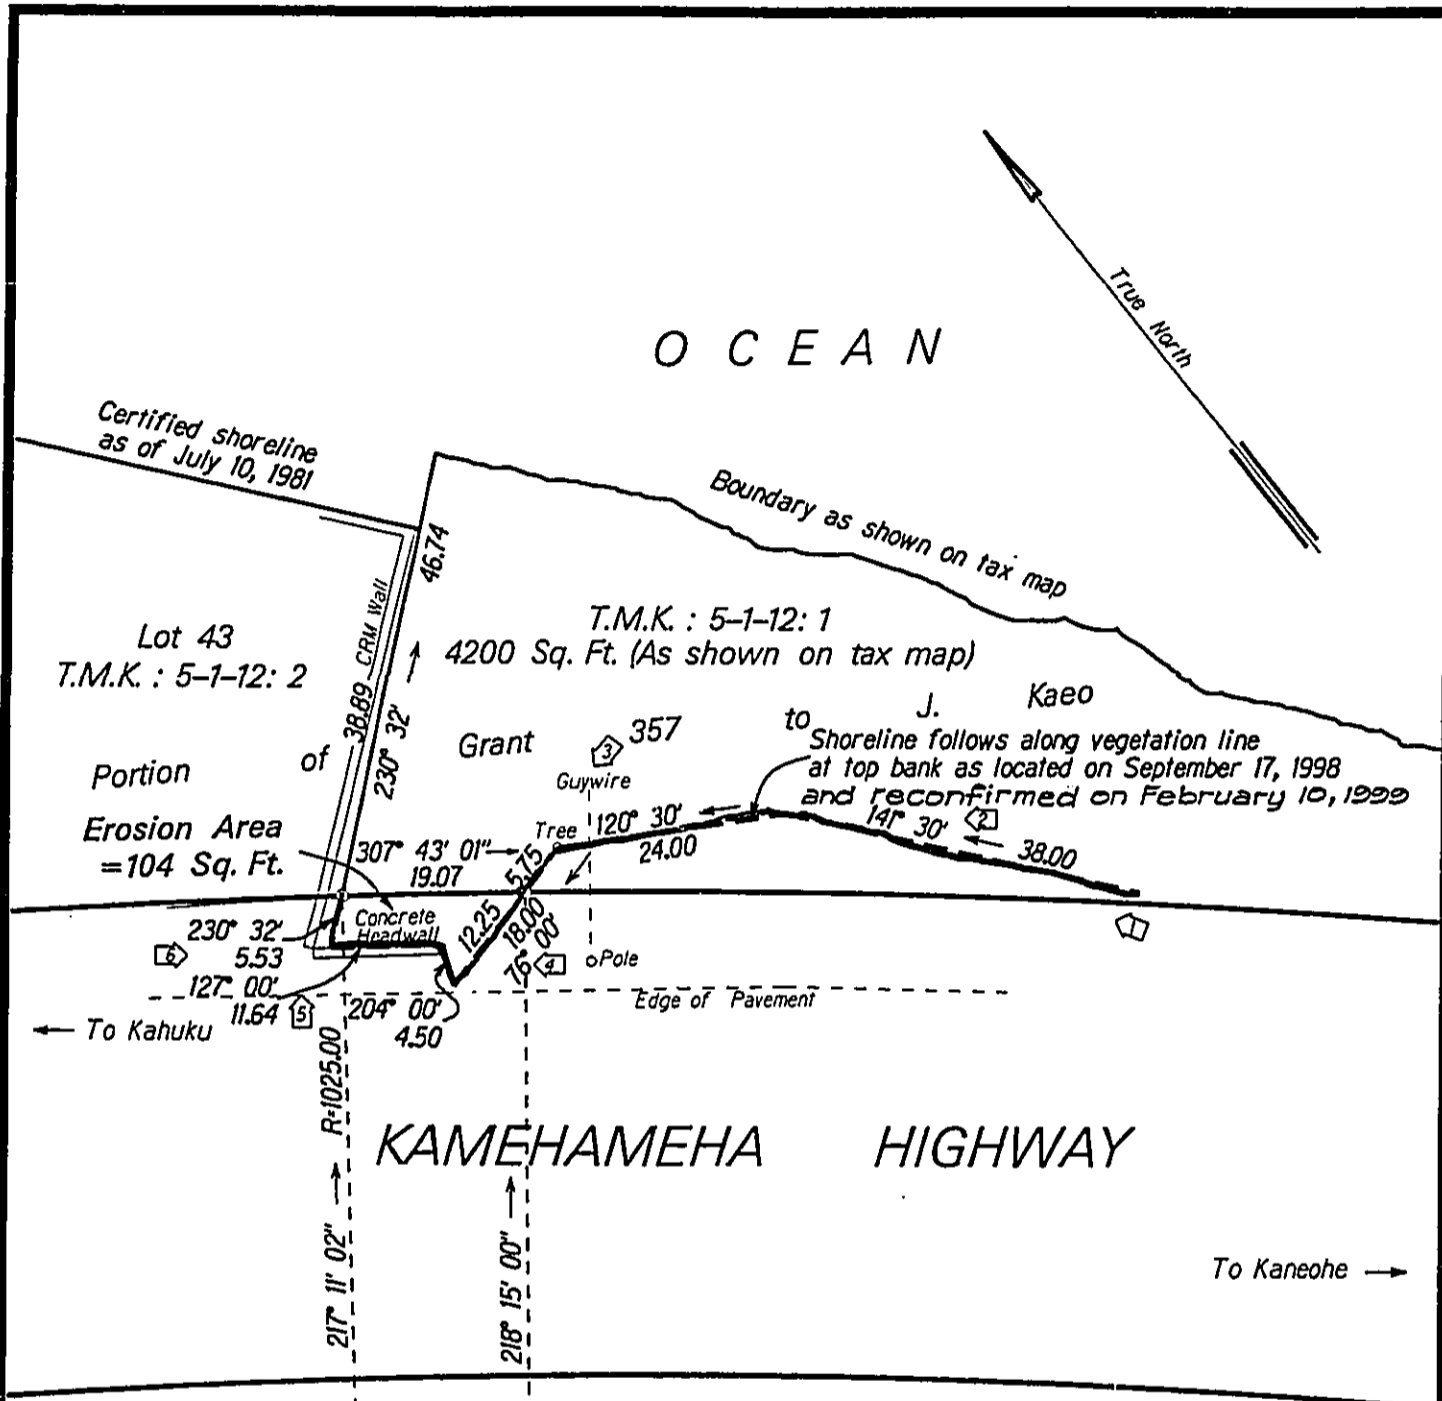 True North
O C E A N
Certified shoreline
as of July 10, 1981
Boundary as shown on tax map
46.74
CRM Wall
38.89
230° 32'
Lot 43
T.M.K. : 5-1-12: 2
T.M.K. : 5-1-12: 1
4200 Sq. Ft. (As shown on tax map)
Portion of Grant 357 to J. Kaeo
3
Guywire
Shoreline follows along vegetation line
at top bank as located on September 17, 1998
and reconfirmed on February 10, 1999
Erosion Area
=104 Sq. Ft.
307° 43' 01"
19.07
Tree
5.75
120° 30'
24.00
141° 30'
2
38.00
1
Concrete
Headwall
12.25
18.00
76° 00'
4
Pole
230° 32'
5.53
6
127° 00'
11.64
5
204° 00'
4.50
Edge of Pavement
To Kahuku
R=1025.00
217° 11' 02"
218° 15' 00"
KAMEHAMEHA HIGHWAY
To Kaneohe